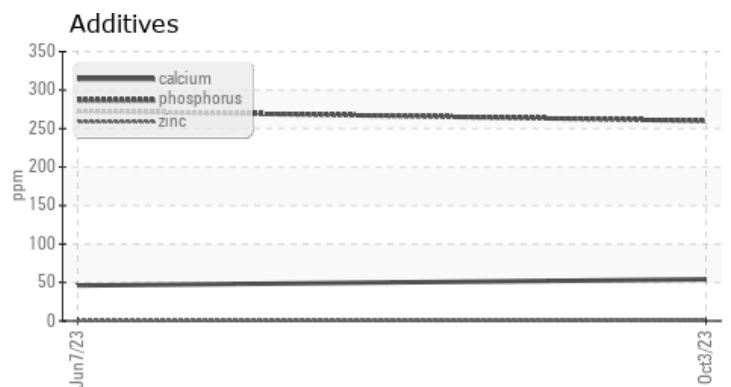 Additives
350
300
250
200
150
100
50
0
ppm
calcium
phosphorus
zinc
Jun7/23
Oct3/23